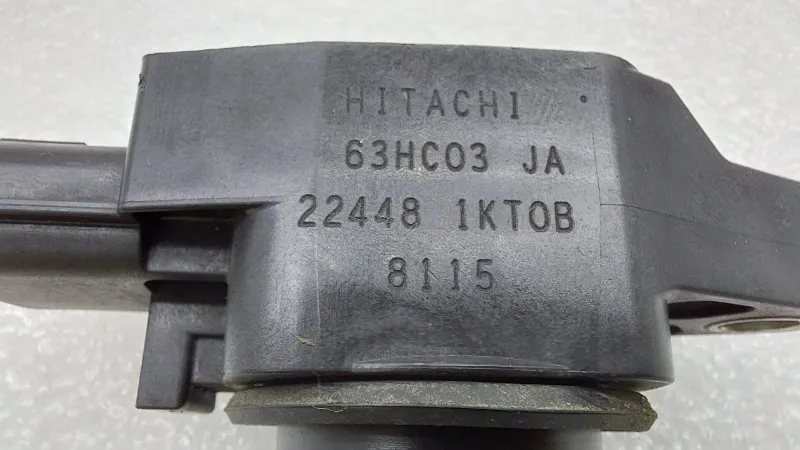 HITACHI
63HC03 JA
22448 1KT0B
8115